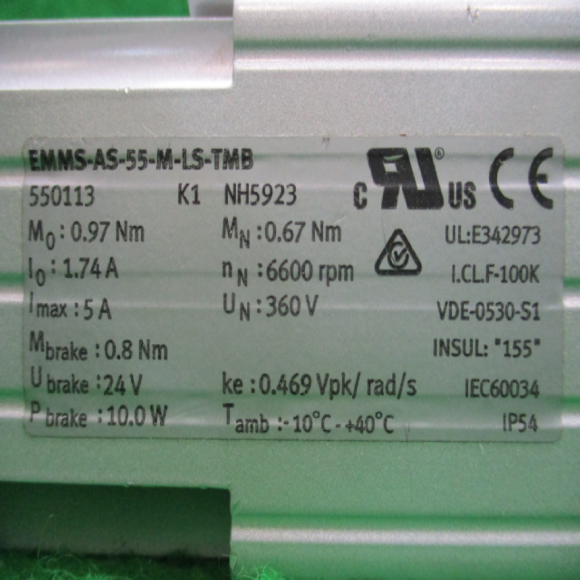 EMMS-AS-55-M-LS-TMB
550113 K1 NH5923
c RU ® US CE
M0 : 0.97 Nm MN : 0.67 Nm UL:E342973
I0 : 1.74 A nN : 6600 rpm I.CL.F-100K
Imax : 5 A UN : 360 V VDE-0530-S1
Mbrake : 0.8 Nm INSUL: "155"
Ubrake : 24 V ke : 0.469 Vpk/ rad/s IEC60034
Pbrake : 10.0 W Tamb :-10°C - +40°C IP54